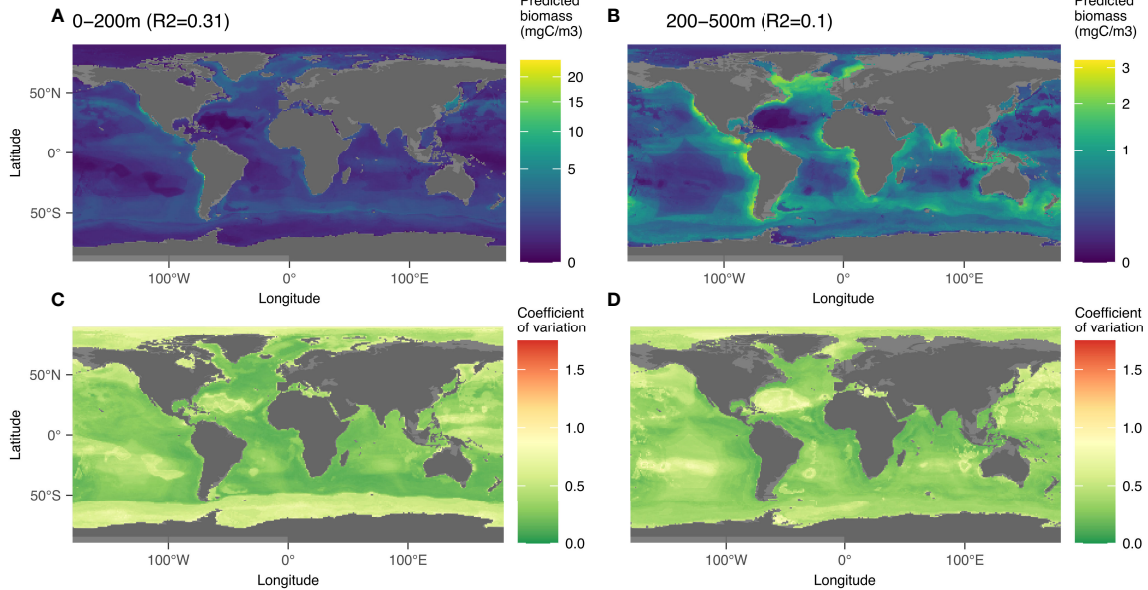 A
0−200m (R2=0.31)
Predicted
biomass
(mgC/m3)
20
15
10
5
0
50°N
0°
50°S
Latitude
100°W
0°
100°E
Longitude
B
200−500m (R2=0.1)
Predicted
biomass
(mgC/m3)
3
2
1
0
100°W
0°
100°E
Longitude
C
Coefficient
of variation
1.5
1.0
0.5
0.0
50°N
0°
50°S
Latitude
100°W
0°
100°E
Longitude
D
Coefficient
of variation
1.5
1.0
0.5
0.0
100°W
0°
100°E
Longitude